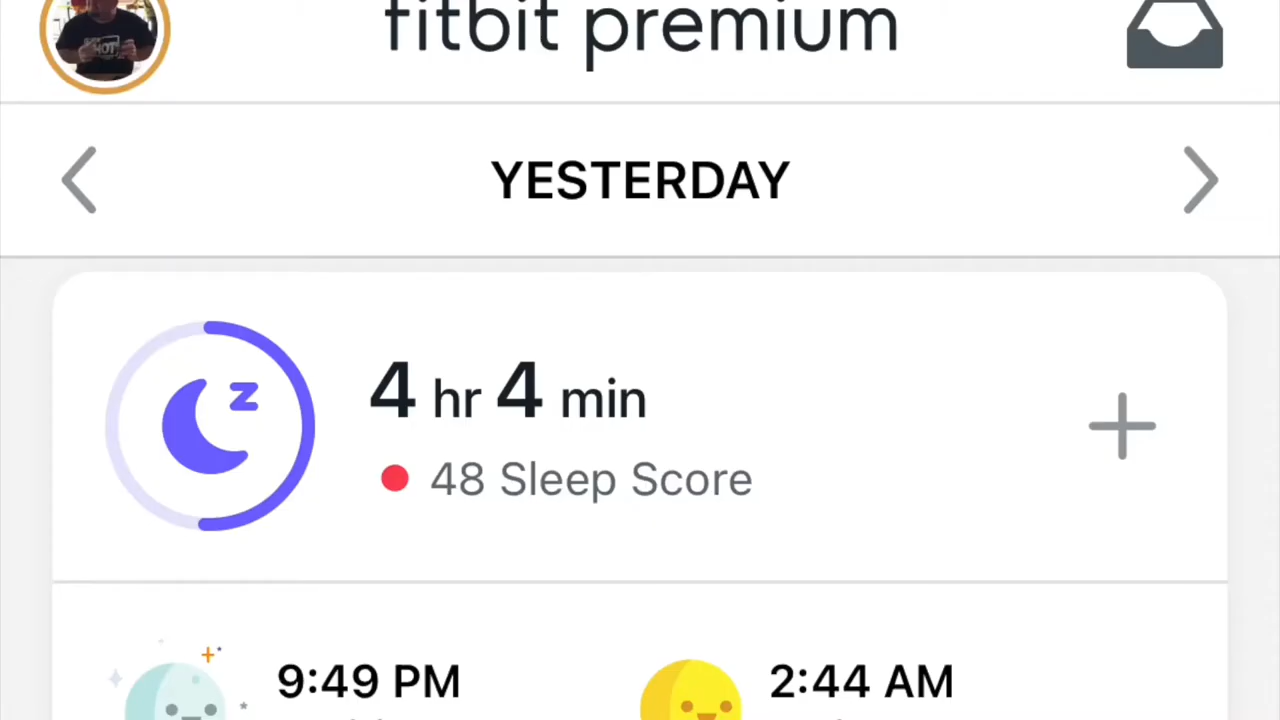 fitbit premium
YESTERDAY
4 hr 4 min
48 Sleep Score
9:49 PM
2:44 AM